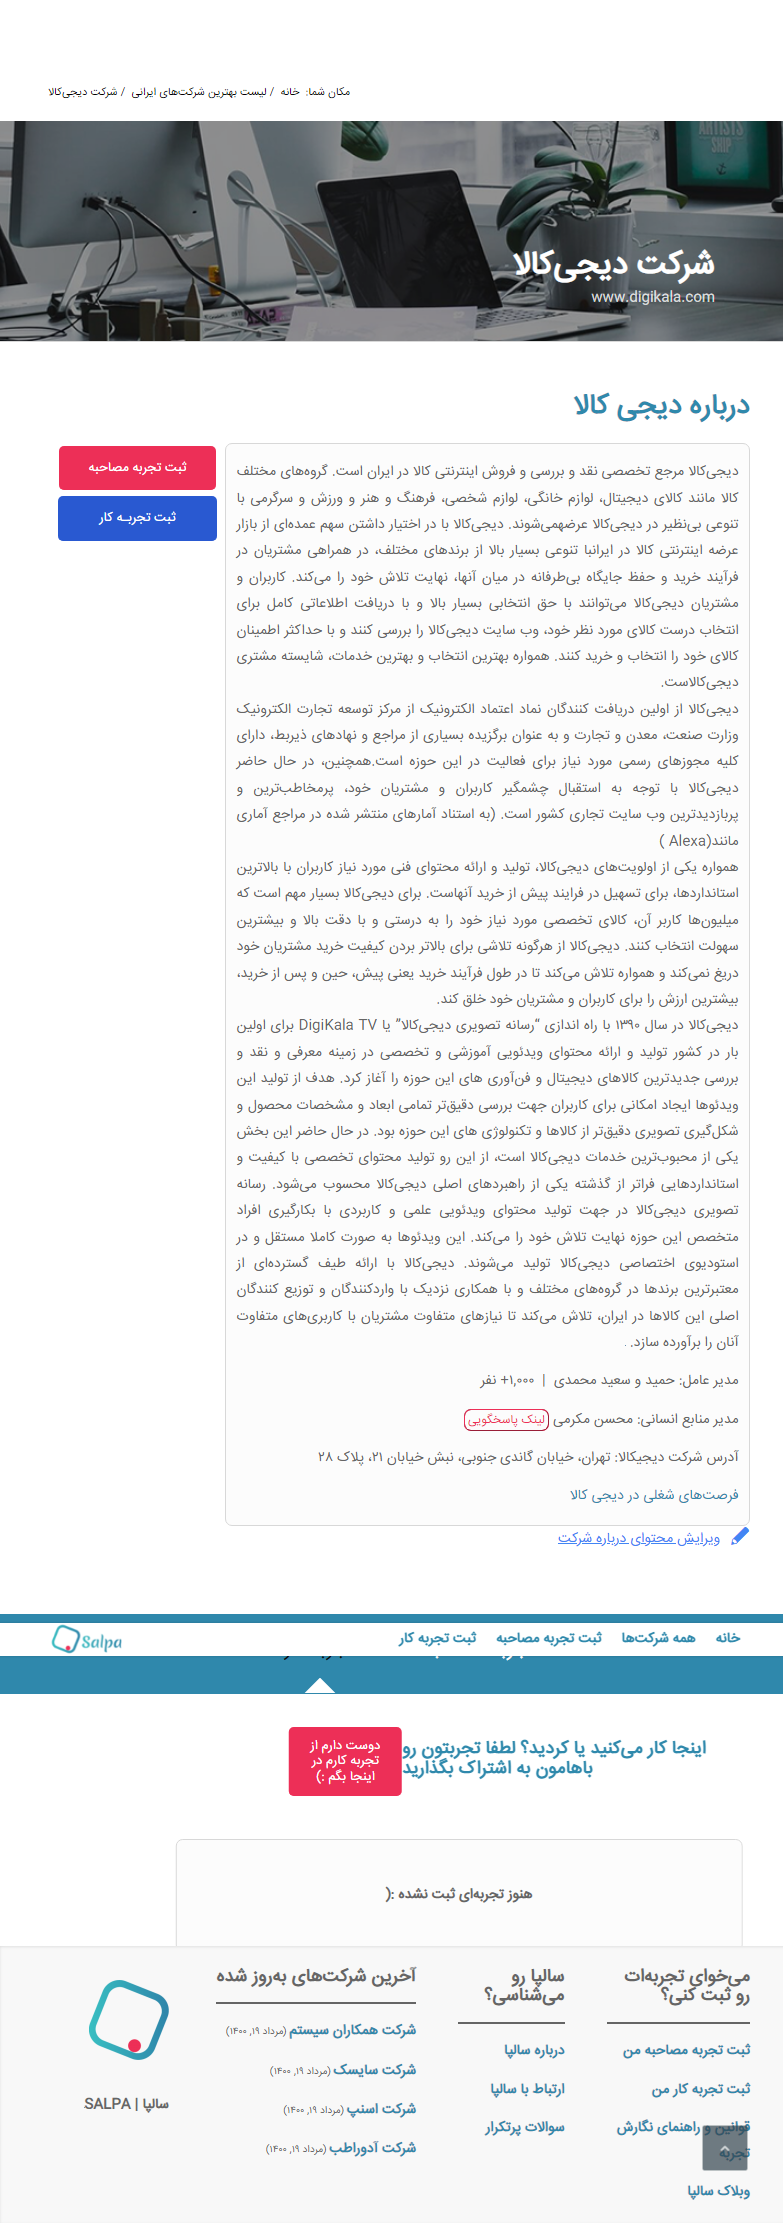 مکان شما: خانه / لیست بهترین شرکت‌های ایرانی / شرکت دیجی‌کالا
ARTISTS
SHIP
شرکت دیجی‌کالا
www.digikala.com
درباره دیجی کالا
ثبت تجربه مصاحبه
ثبت تجربـه کار
دیجی‌کالا مرجع تخصصی نقد و بررسی و فروش اینترنتی کالا در ایران است. گروه‌های مختلف
کالا مانند کالای دیجیتال، لوازم خانگی، لوازم شخصی، فرهنگ و هنر و ورزش و سرگرمی با
تنوعی بی‌نظیر در دیجی‌کالا عرضهمی‌شوند. دیجی‌کالا با در اختیار داشتن سهم عمده‌ای از بازار
عرضه اینترنتی کالا در ایرانبا تنوعی بسیار بالا از برندهای مختلف، در همراهی مشتریان در
فرآیند خرید و حفظ جایگاه بی‌طرفانه در میان آنها، نهایت تلاش خود را می‌کند. کاربران و
مشتریان دیجی‌کالا می‌توانند با حق انتخابی بسیار بالا و با دریافت اطلاعاتی کامل برای
انتخاب درست کالای مورد نظر خود، وب سایت دیجی‌کالا را بررسی کنند و با حداکثر اطمینان
کالای خود را انتخاب و خرید کنند. همواره بهترین انتخاب و بهترین خدمات، شایسته مشتری
دیجی‌کالاست.
دیجی‌کالا از اولین دریافت کنندگان نماد اعتماد الکترونیک از مرکز توسعه تجارت الکترونیک
وزارت صنعت، معدن و تجارت و به عنوان برگزیده بسیاری از مراجع و نهادهای ذیربط، دارای
کلیه مجوزهای رسمی مورد نیاز برای فعالیت در این حوزه است.همچنین، در حال حاضر
دیجی‌کالا با توجه به استقبال چشمگیر کاربران و مشتریان خود، پرمخاطب‌ترین و
پربازدیدترین وب سایت تجاری کشور است. (به استناد آمارهای منتشر شده در مراجع آماری
مانند(Alexa )
همواره یکی از اولویت‌های دیجی‌کالا، تولید و ارائه محتوای فنی مورد نیاز کاربران با بالاترین
استانداردها، برای تسهیل در فرایند پیش از خرید آنهاست. برای دیجی‌کالا بسیار مهم است که
میلیون‌ها کاربر آن، کالای تخصصی مورد نیاز خود را به درستی و با دقت بالا و بیشترین
سهولت انتخاب کنند. دیجی‌کالا از هرگونه تلاشی برای بالاتر بردن کیفیت خرید مشتریان خود
دریغ نمی‌کند و همواره تلاش می‌کند تا در طول فرآیند خرید یعنی پیش، حین و پس از خرید،
بیشترین ارزش را برای کاربران و مشتریان خود خلق کند.
دیجی‌کالا در سال ۱۳۹۰ با راه اندازی “رسانه تصویری دیجی‌کالا” یا DigiKala TV برای اولین
بار در کشور تولید و ارائه محتوای ویدئویی آموزشی و تخصصی در زمینه معرفی و نقد و
بررسی جدیدترین کالاهای دیجیتال و فن‌آوری های این حوزه را آغاز کرد. هدف از تولید این
ویدئوها ایجاد امکانی برای کاربران جهت بررسی دقیق‌تر تمامی ابعاد و مشخصات محصول و
شکل‌گیری تصویری دقیق‌تر از کالاها و تکنولوژی های این حوزه بود. در حال حاضر این بخش
یکی از محبوب‌ترین خدمات دیجی‌کالا است، از این رو تولید محتوای تخصصی با کیفیت و
استانداردهایی فراتر از گذشته یکی از راهبردهای اصلی دیجی‌کالا محسوب می‌شود. رسانه
تصویری دیجی‌کالا در جهت تولید محتوای ویدئویی علمی و کاربردی با بکارگیری افراد
متخصص این حوزه نهایت تلاش خود را می‌کند. این ویدئوها به صورت کاملا مستقل و در
استودیوی اختصاصی دیجی‌کالا تولید می‌شوند. دیجی‌کالا با ارائه طیف گسترده‌ای از
معتبرترین برندها در گروه‌های مختلف و با همکاری نزدیک با واردکنندگان و توزیع کنندگان
اصلی این کالاها در ایران، تلاش می‌کند تا نیازهای متفاوت مشتریان با کاربری‌های متفاوت
آنان را برآورده سازد. .
مدیر عامل: حمید و سعید محمدی | ۱,۰۰۰+ نفر
مدیر منابع انسانی: محسن مکرمی لینک پاسخگویی
آدرس شرکت دیجیکالا: تهران، خیابان گاندی جنوبی، نبش خیابان ۲۱، پلاک ۲۸
فرصت‌های شغلی در دیجی کالا
ویرایش محتوای درباره شرکت
خانه همه شرکت‌ها ثبت تجربه مصاحبه ثبت تجربه کار Salpa
اینجا کار می‌کنید یا کردید؟ لطفا تجربتون رو
باهامون به اشتراک بگذارید
دوست دارم از
تجربه کارم در
اینجا بگم :)
هنوز تجربه‌ای ثبت نشده :(
می‌خوای تجربه‌ات
رو ثبت کنی؟
ثبت تجربه مصاحبه من
ثبت تجربه کار من
قوانین و راهنمای نگارش
تجربه
وبلاک سالپا
سالپا رو
می‌شناسی؟
درباره سالپا
ارتباط با سالپا
سوالات پرتکرار
آخرین شرکت‌های به‌روز شده
شرکت همکاران سیستم (مرداد ۱۹, ۱۴۰۰)
شرکت سایسک (مرداد ۱۹, ۱۴۰۰)
شرکت اسنپ (مرداد ۱۹, ۱۴۰۰)
شرکت آدوراطب (مرداد ۱۹, ۱۴۰۰)
سالپا | SALPA